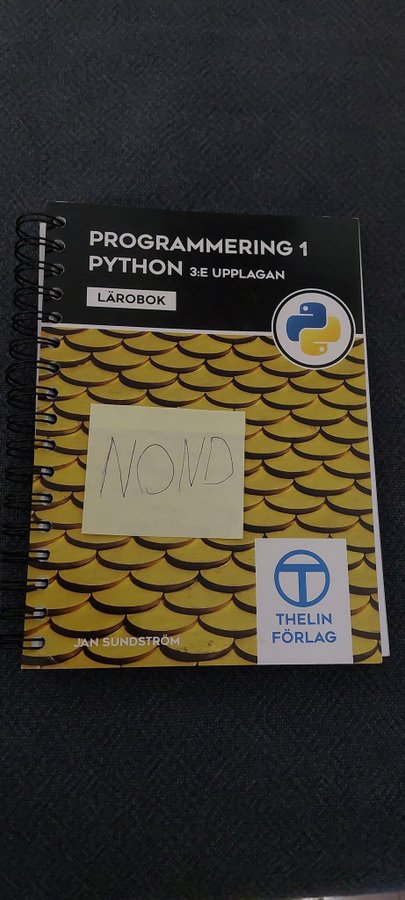 PROGRAMMERING 1
PYTHON 3:E UPPLAGAN
LÄROBOK
NOND
THELIN
FÖRLAG
JAN SUNDSTRÖM